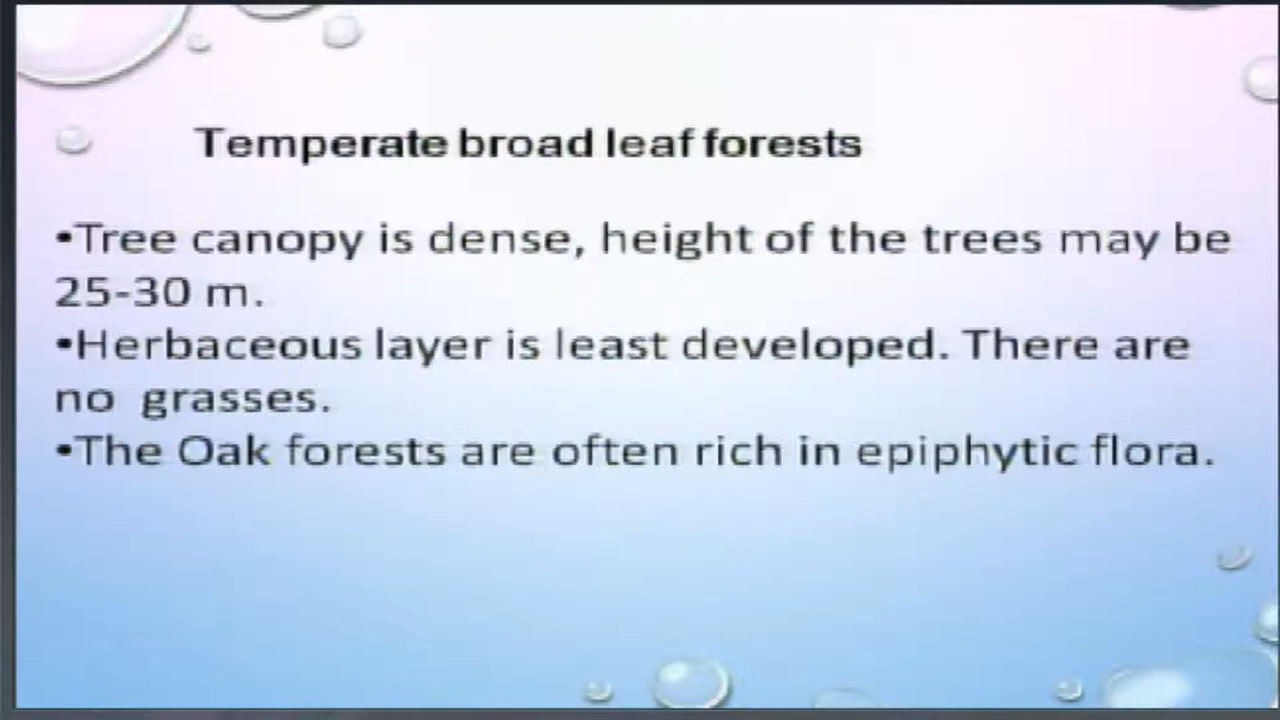 Temperate broad leaf forests
•Tree canopy is dense, height of the trees may be
25-30 m.
•Herbaceous layer is least developed. There are
no  grasses.
•The Oak forests are often rich in epiphytic flora.